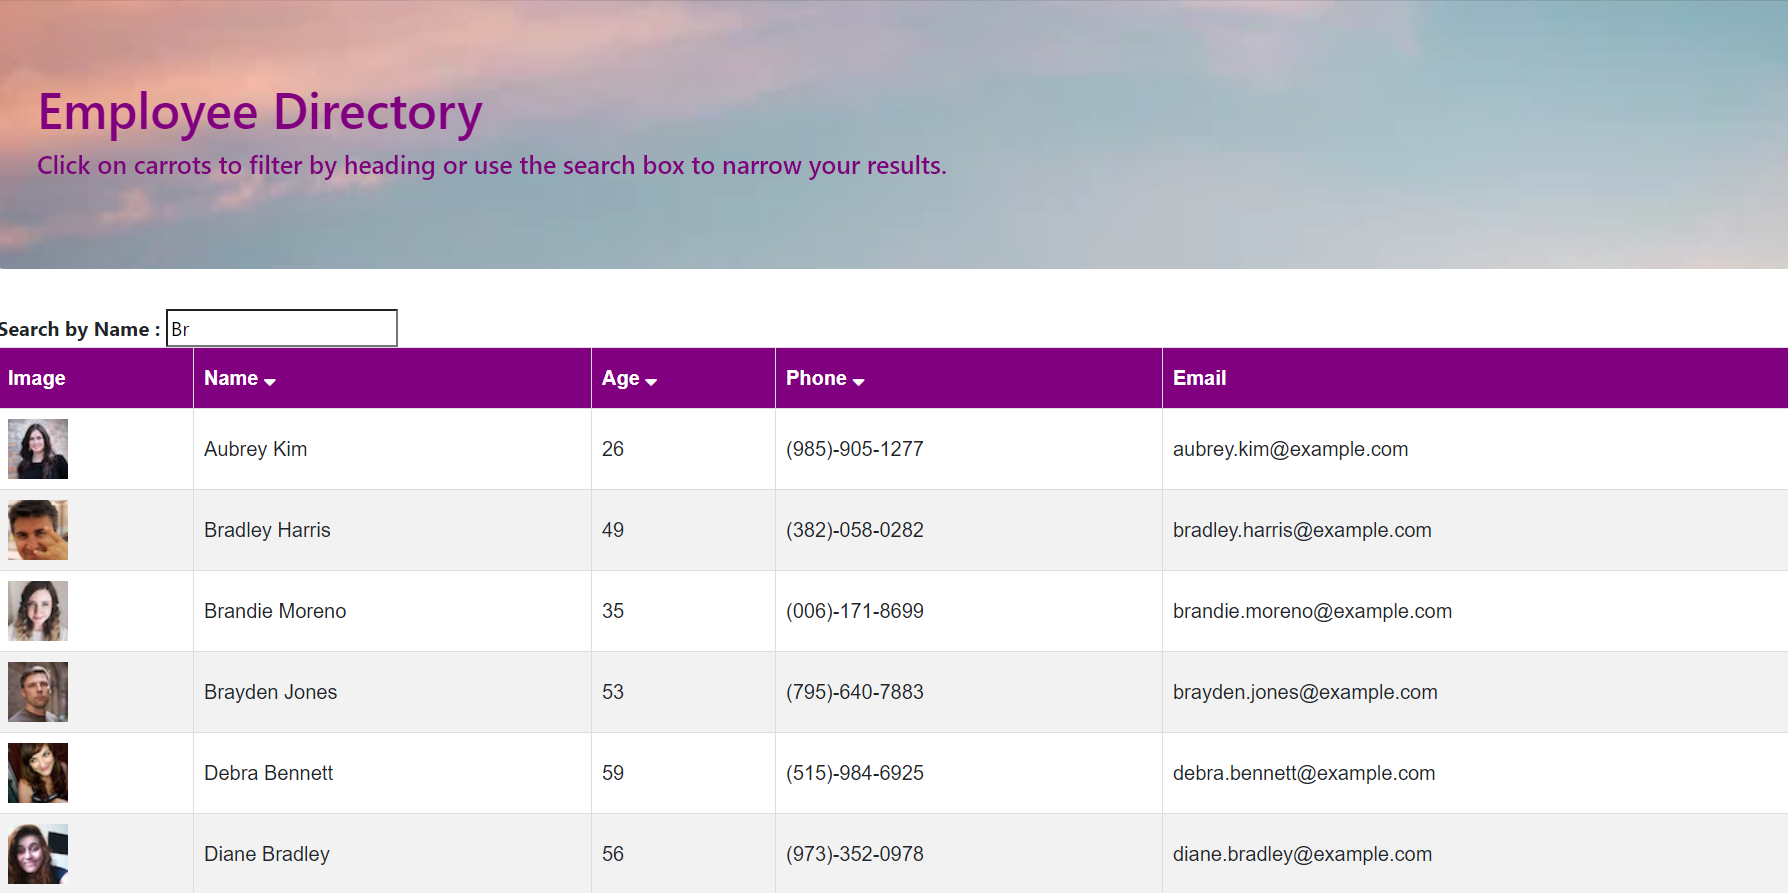 Employee Directory
Click on carrots to filter by heading or use the search box to narrow your results.
Search by Name : Br
Image Name Age Phone Email
Aubrey Kim 26 (985)-905-1277 aubrey.kim@example.com
Bradley Harris 49 (382)-058-0282 bradley.harris@example.com
Brandie Moreno 35 (006)-171-8699 brandie.moreno@example.com
Brayden Jones 53 (795)-640-7883 brayden.jones@example.com
Debra Bennett 59 (515)-984-6925 debra.bennett@example.com
Diane Bradley 56 (973)-352-0978 diane.bradley@example.com